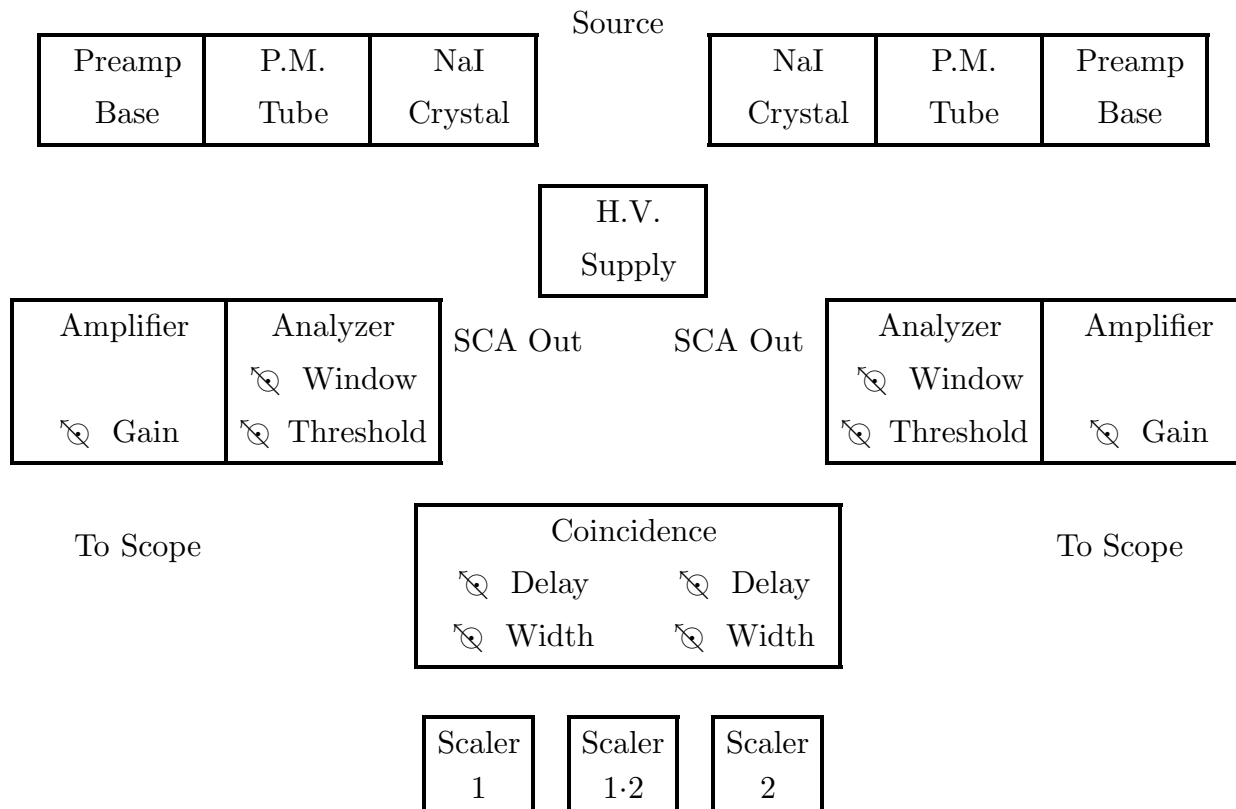 Source
Preamp P.M. NaI NaI P.M. Preamp
Base Tube Crystal Crystal Tube Base
H.V.
Supply
Amplifier Analyzer SCA Out SCA Out Analyzer Amplifier
Window Window
Gain Threshold Threshold Gain
To Scope Coincidence To Scope
Delay Delay
Width Width
Scaler Scaler Scaler
1 1·2 2